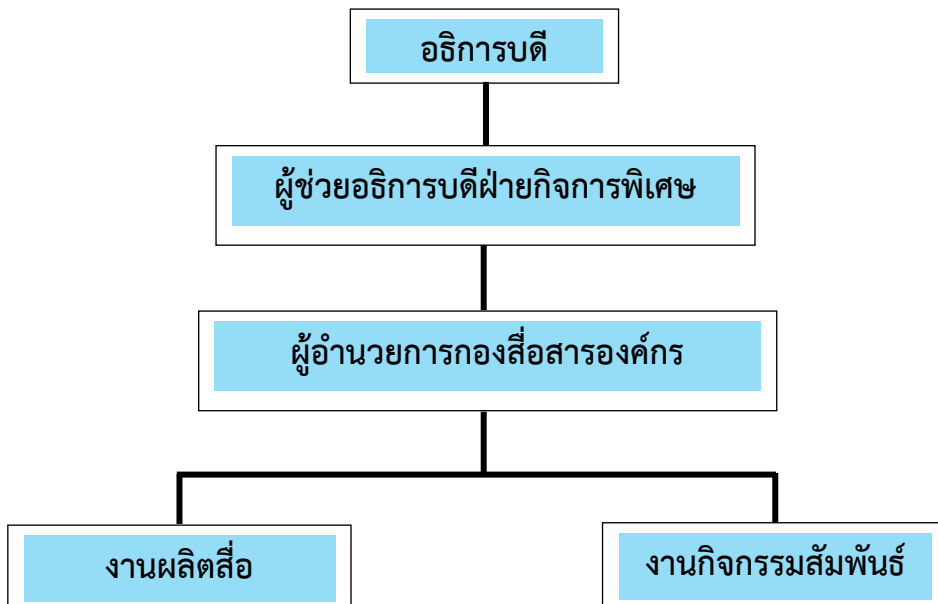 อธิการบดี
ผู้ช่วยอธิการบดีฝ่ายกิจการพิเศษ
ผู้อำนวยการกองสื่อสารองค์กร
งานผลิตสื่อ
งานกิจกรรมสัมพันธ์